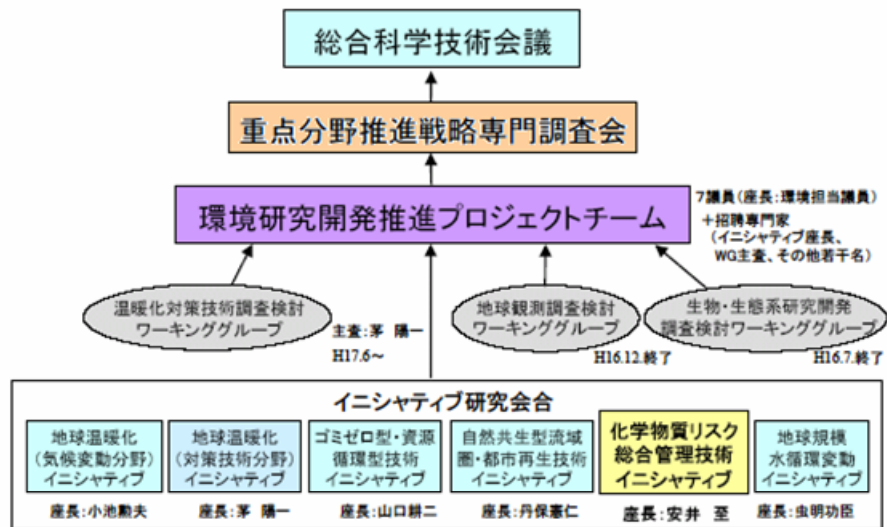 総合科学技術会議
重点分野推進戦略専門調査会
環境研究開発推進プロジェクトチーム
7議員(座長:環境担当議員)
+招聘専門家
(イニシャティブ座長、
WG主査、その他若干名)
温暖化対策技術調査検討
ワーキンググループ
主査:茅 陽一
H17.6～
地球観測調査検討
ワーキンググループ
H16.12.終了
生物・生態系研究開発
調査検討ワーキンググループ
H16.7.終了
イニシャティブ研究会合
地球温暖化
(気候変動分野)
イニシャティブ
座長:小池勲夫
地球温暖化
(対策技術分野)
イニシャティブ
座長:茅 陽一
ゴミゼロ型・資源
循環型技術
イニシャティブ
座長:山口耕二
自然共生型流域
圏・都市再生技術
イニシャティブ
座長:丹保憲仁
化学物質リスク
総合管理技術
イニシャティブ
座長:安井 至
地球規模
水循環変動
イニシャティブ
座長:虫明功臣